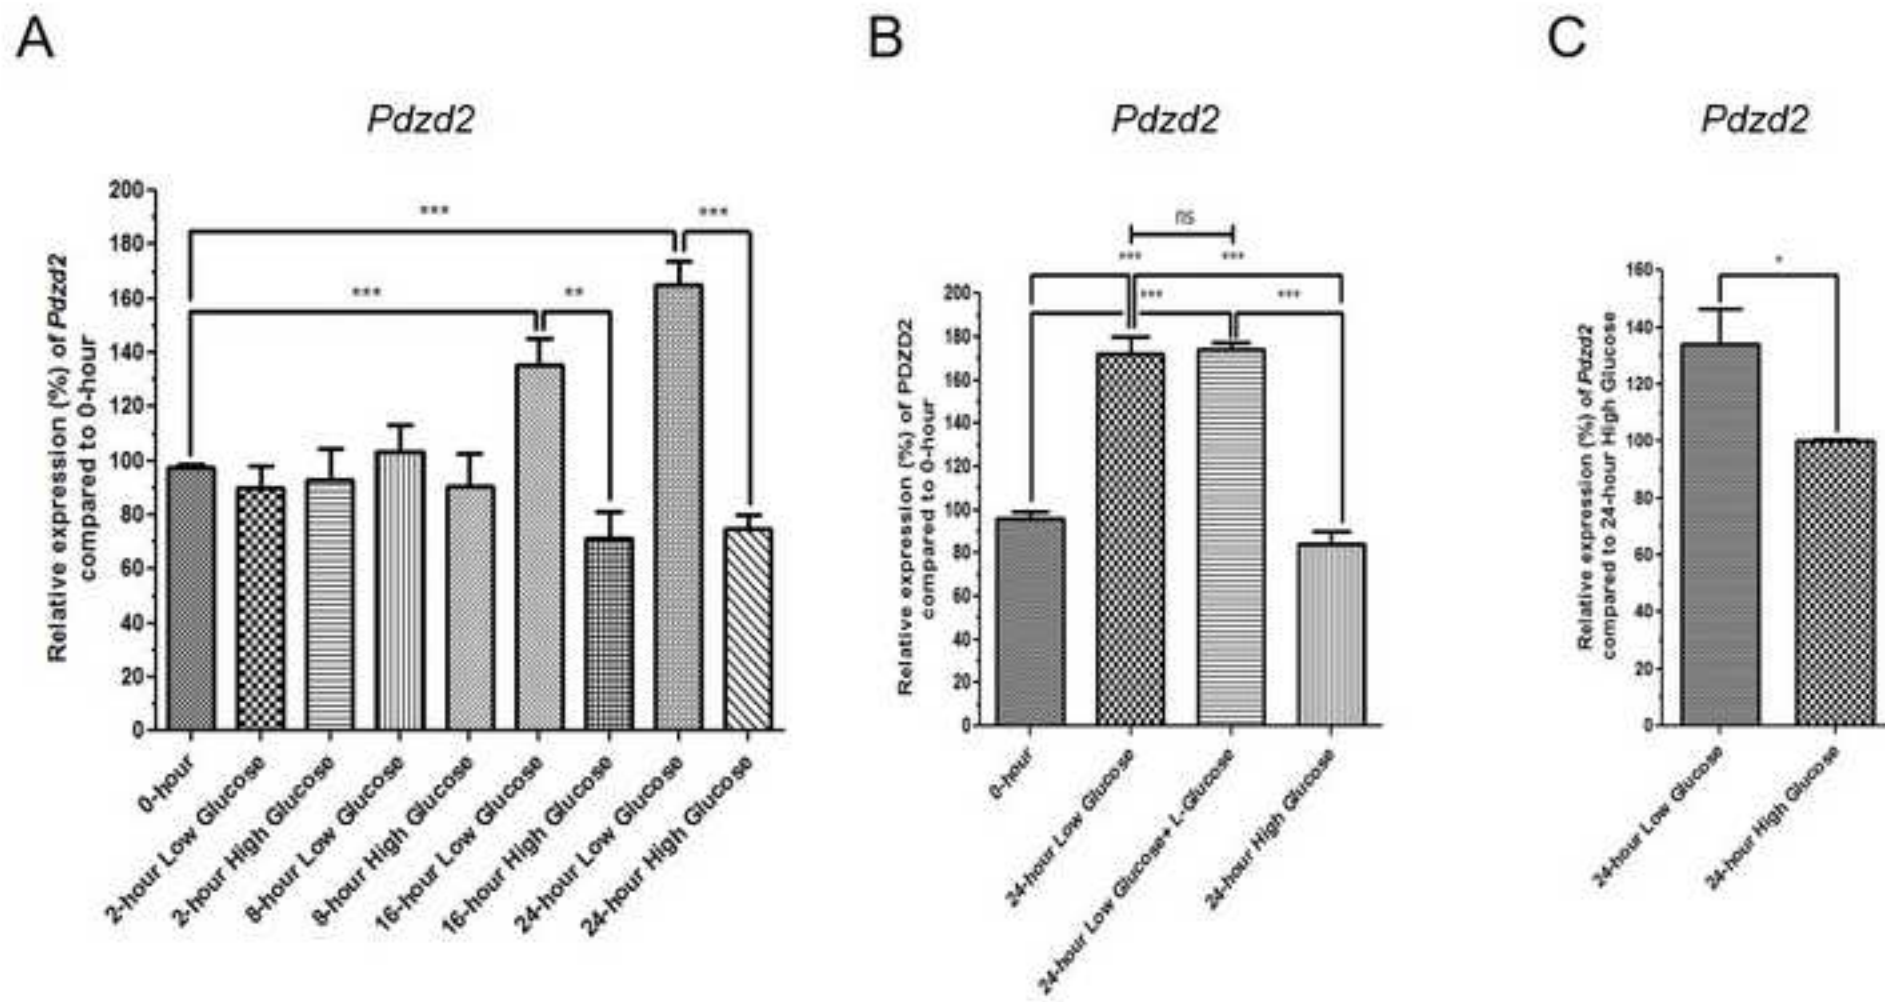 A
Pdzd2
Relative expression (%) of Pdzd2
compared to 0-hour
200
180
160
140
120
100
80
60
40
20
0
***
***
***
**
0-hour
2-hour Low Glucose
2-hour High Glucose
8-hour Low Glucose
8-hour High Glucose
16-hour Low Glucose
16-hour High Glucose
24-hour Low Glucose
24-hour High Glucose
B
Pdzd2
Relative expression (%) of PDZD2
compared to 0-hour
200
180
160
140
120
100
80
60
40
20
0
ns
***
***
***
***
0-hour
24-hour Low Glucose
24-hour Low Glucose+ L-Glucose
24-hour High Glucose
C
Pdzd2
Relative expression (%) of Pdzd2
compared to 24-hour High Glucose
160
140
120
100
80
60
40
20
0
*
24-hour Low Glucose
24-hour High Glucose